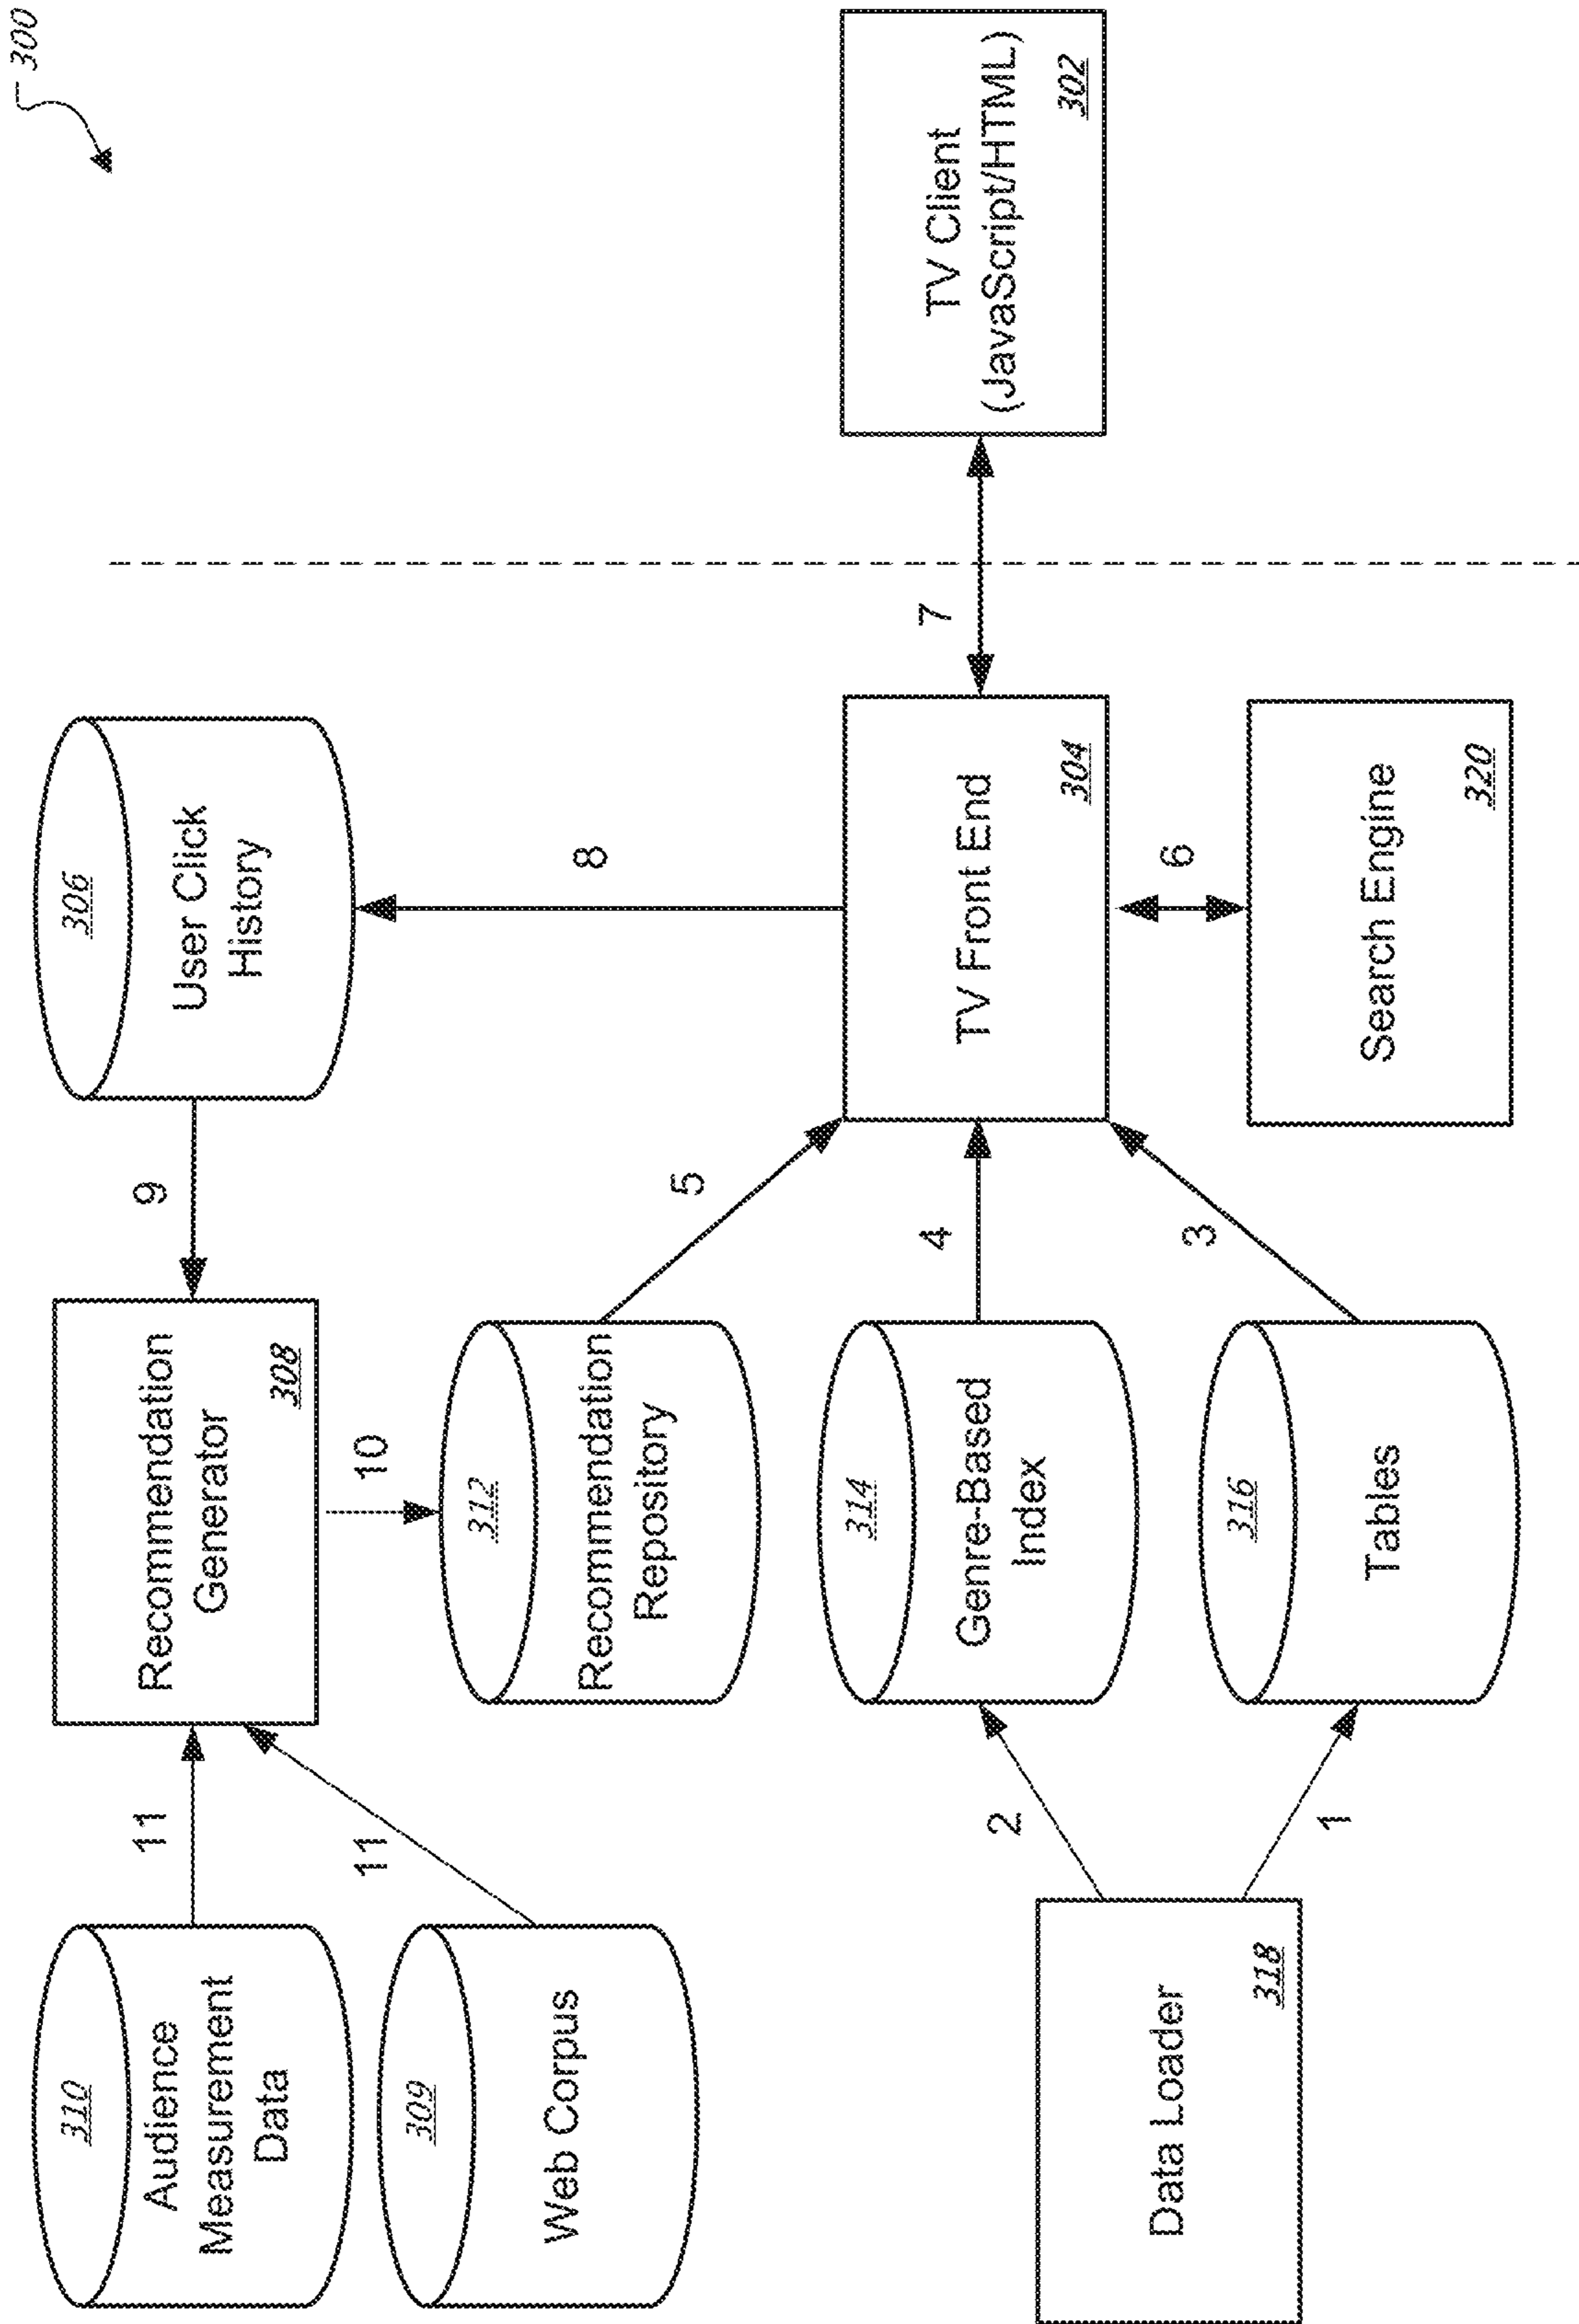 300
310
Audience
Measurement
Data
11
Recommendation
Generator
308
9
306
User Click
History
309
Web Corpus
11
10
312
Recommendation
Repository
5
8
314
Genre-Based
Index
4
TV Front End
304
7
TV Client
(JavaScript/HTML)
302
Data Loader
318
2
1
316
Tables
3
6
Search Engine
320